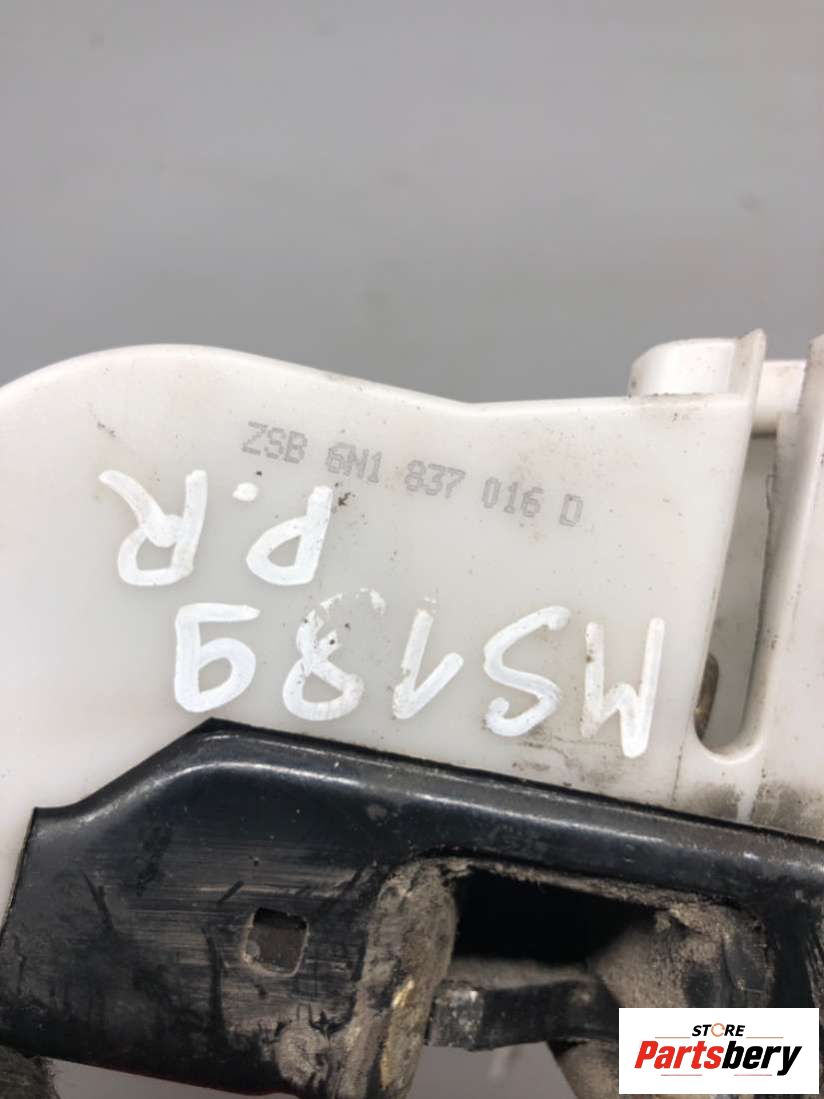 ZSB 6N1 837 016 D
MS189
P.R
STORE
Partsbery